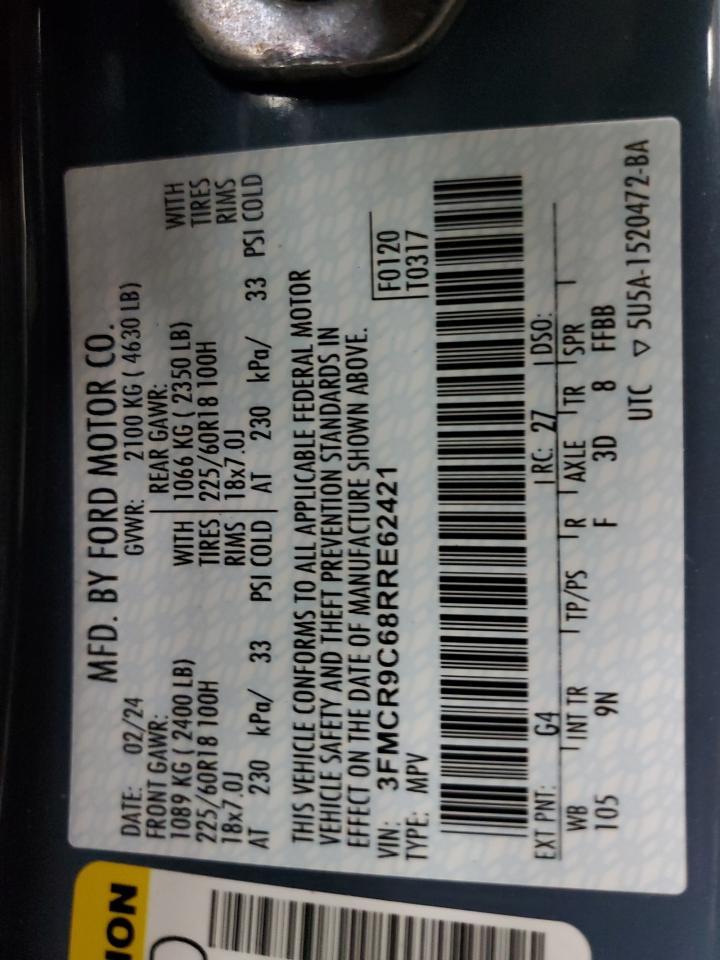 MFD. BY FORD MOTOR CO.
DATE: 02/24 GVWR: 2100 KG ( 4630 LB)
FRONT GAWR: REAR GAWR:
1089 KG ( 2400 LB) WITH 1066 KG ( 2350 LB) WITH
225/60R18 100H TIRES 225/60R18 100H TIRES
18x7.0J RIMS 18x7.0J RIMS
AT 230 kPa/ 33 PSI COLD AT 230 kPa/ 33 PSI COLD
THIS VEHICLE CONFORMS TO ALL APPLICABLE FEDERAL MOTOR
VEHICLE SAFETY AND THEFT PREVENTION STANDARDS IN
EFFECT ON THE DATE OF MANUFACTURE SHOWN ABOVE.
VIN: 3FMCR9C68RRE62421 F0120
TYPE: MPV T0317
EXT PNT: G4 RC: 27 DSO:
WB INT TR TP/PS R AXLE TR SPR
105 9N F 3D 8 FFBB
UTC ▽ 5U5A-1520472-BA
ION